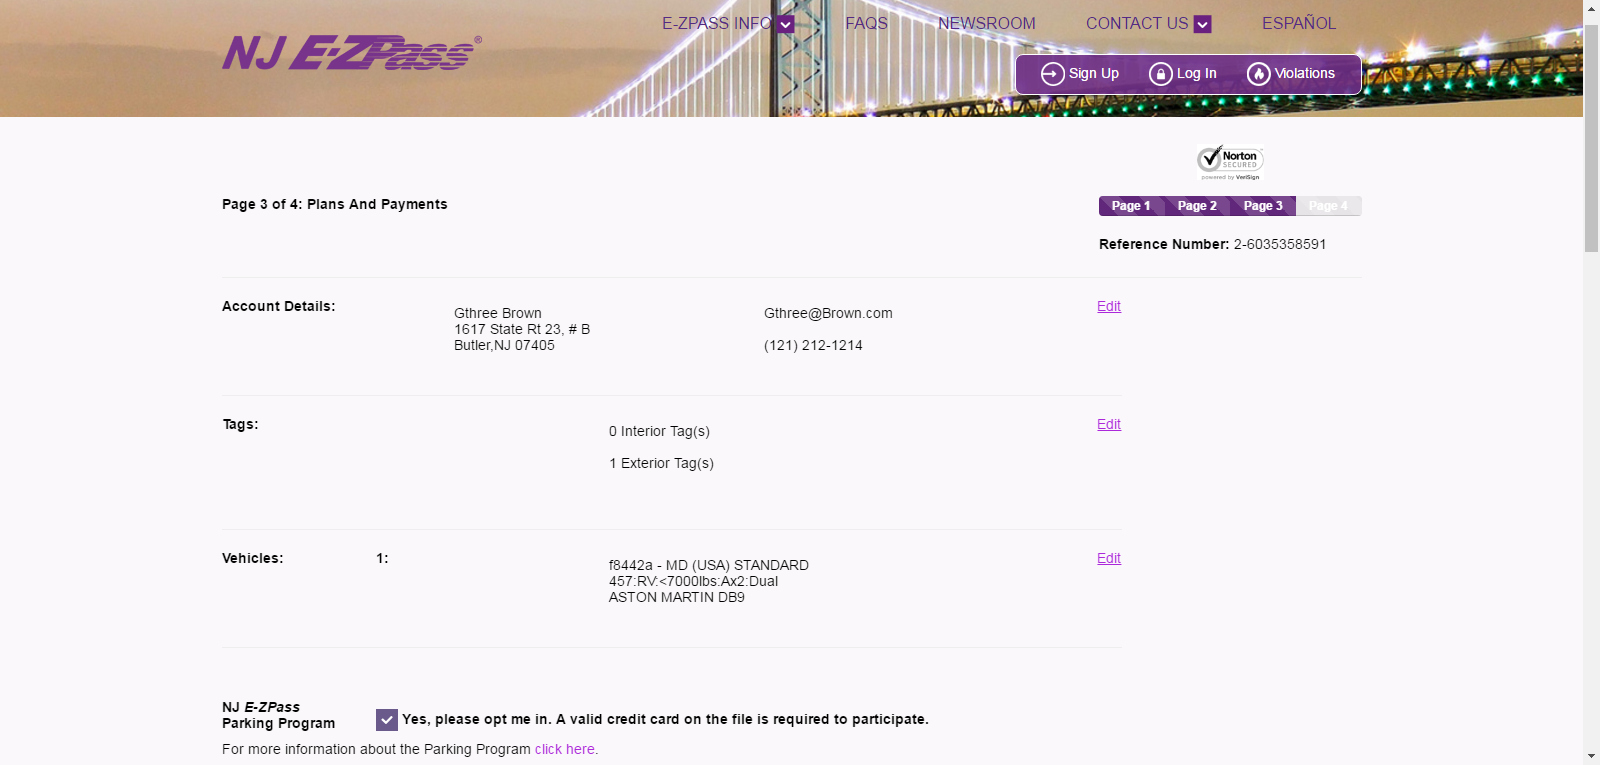 E-ZPASS INFO
FAQS
NEWSROOM
CONTACT US
ESPAÑOL
NJ E-ZPass®
Sign Up
Log In
Violations
Norton
SECURED
powered by VeriSign
Page 3 of 4: Plans And Payments
Page 1
Page 2
Page 3
Page 4
Reference Number: 2-6035358591
Account Details:
Gthree Brown
1617 State Rt 23, # B
Butler,NJ 07405
Gthree@Brown.com
(121) 212-1214
Edit
Tags:
0 Interior Tag(s)
1 Exterior Tag(s)
Edit
Vehicles:
1:
f8442a - MD (USA) STANDARD
457:RV:<7000lbs:Ax2:Dual
ASTON MARTIN DB9
Edit
NJ E-ZPass
Parking Program
Yes, please opt me in. A valid credit card on the file is required to participate.
For more information about the Parking Program click here.